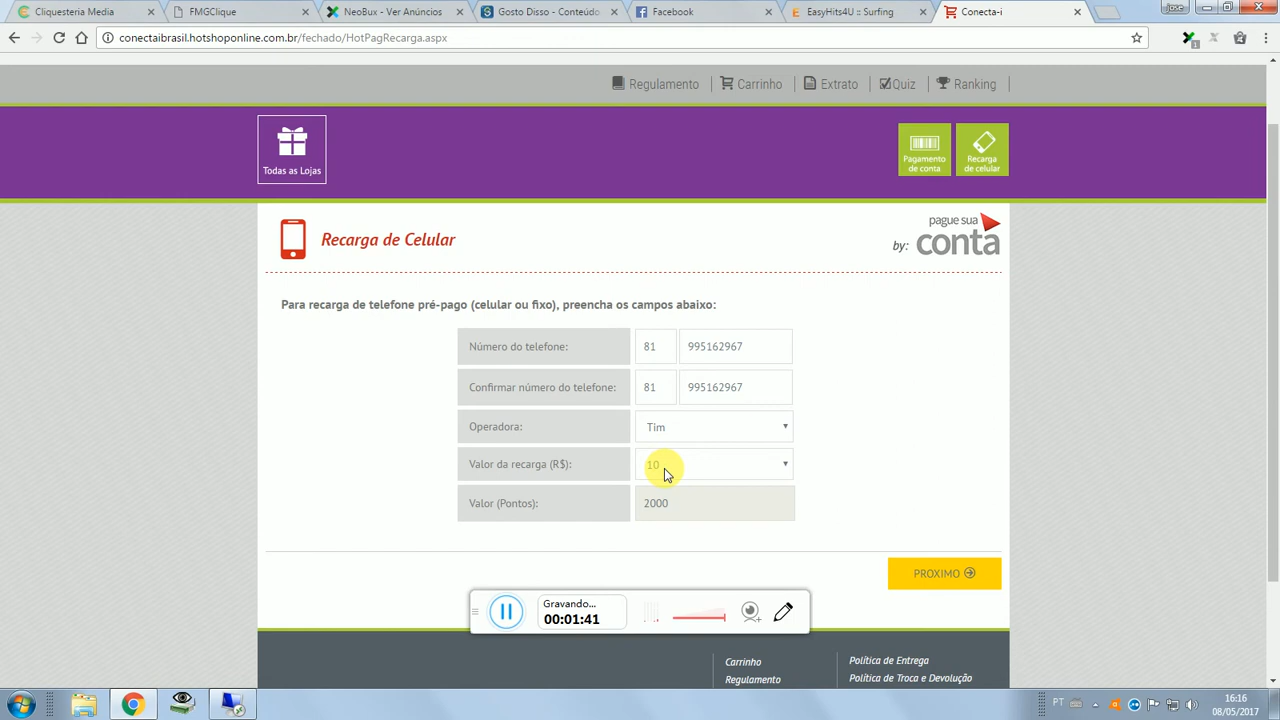 Cliquesteria Media
FMGClique
NeoBux - Ver Anúncios
Gosto Disso - Conteúdo
Facebook
EasyHits4U :: Surfing
Conecta-i
José
conectaibrasil.hotshoponline.com.br/fechado/HotPagRecarga.aspx
1
Regulamento
Carrinho
Extrato
Quiz
Ranking
Todas as Lojas
Pagamento
de conta
Recarga
de celular
Recarga de Celular
by:
pague sua
conta
Para recarga de telefone pré-pago (celular ou fixo), preencha os campos abaixo:
Número do telefone:
81
995162967
Confirmar número do telefone:
81
995162967
Operadora:
Tim
Valor da recarga (R$):
10
Valor (Pontos):
2000
PROXIMO
Gravando...
00:01:41
Carrinho
Regulamento
Política de Entrega
Política de Troca e Devolução
PT
16:16
08/05/2017